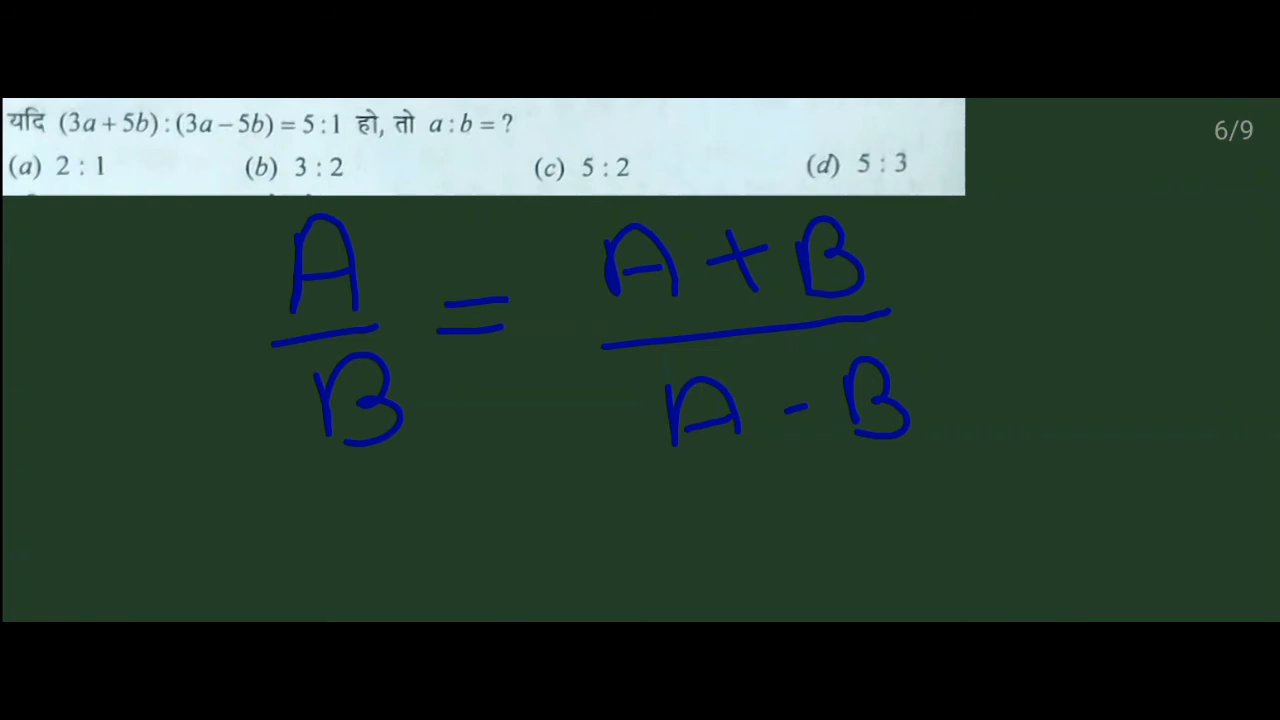 यदि (3a + 5b) : (3a – 5b) = 5 : 1 हो, तो a : b = ?
6/9
(a) 2 : 1 (b) 3 : 2 (c) 5 : 2 (d) 5 : 3
A/B = A + B/A - B